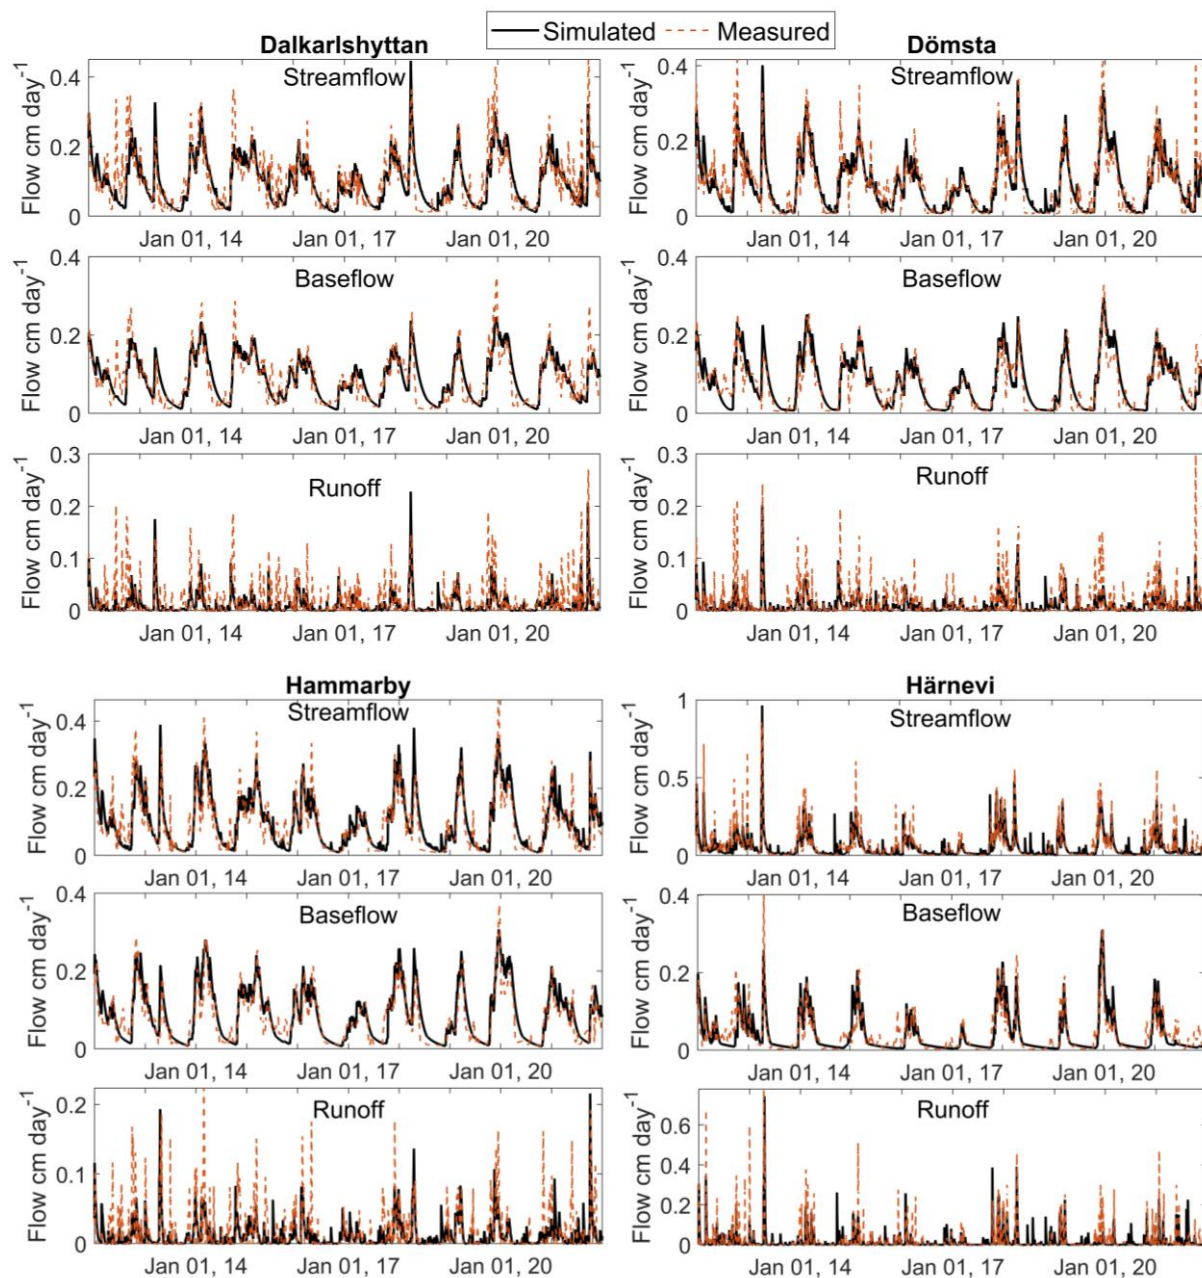 Simulated Measured
Dalkarlshyttan
Streamflow
Flow cm day⁻¹
0.4
0.2
0
Jan 01, 14 Jan 01, 17 Jan 01, 20
Baseflow
Flow cm day⁻¹
0.4
0.2
0
Jan 01, 14 Jan 01, 17 Jan 01, 20
Runoff
Flow cm day⁻¹
0.3
0.2
0.1
0
Jan 01, 14 Jan 01, 17 Jan 01, 20
Dömsta
Streamflow
Flow cm day⁻¹
0.4
0.2
0
Jan 01, 14 Jan 01, 17 Jan 01, 20
Baseflow
Flow cm day⁻¹
0.4
0.2
0
Jan 01, 14 Jan 01, 17 Jan 01, 20
Runoff
Flow cm day⁻¹
0.3
0.2
0.1
0
Jan 01, 14 Jan 01, 17 Jan 01, 20
Hammarby
Streamflow
Flow cm day⁻¹
0.4
0.2
0
Jan 01, 14 Jan 01, 17 Jan 01, 20
Baseflow
Flow cm day⁻¹
0.4
0.2
0
Jan 01, 14 Jan 01, 17 Jan 01, 20
Runoff
Flow cm day⁻¹
0.2
0.1
0
Jan 01, 14 Jan 01, 17 Jan 01, 20
Härnevi
Streamflow
Flow cm day⁻¹
1
0.5
0
Jan 01, 14 Jan 01, 17 Jan 01, 20
Baseflow
Flow cm day⁻¹
0.4
0.2
0
Jan 01, 14 Jan 01, 17 Jan 01, 20
Runoff
Flow cm day⁻¹
0.6
0.4
0.2
0
Jan 01, 14 Jan 01, 17 Jan 01, 20